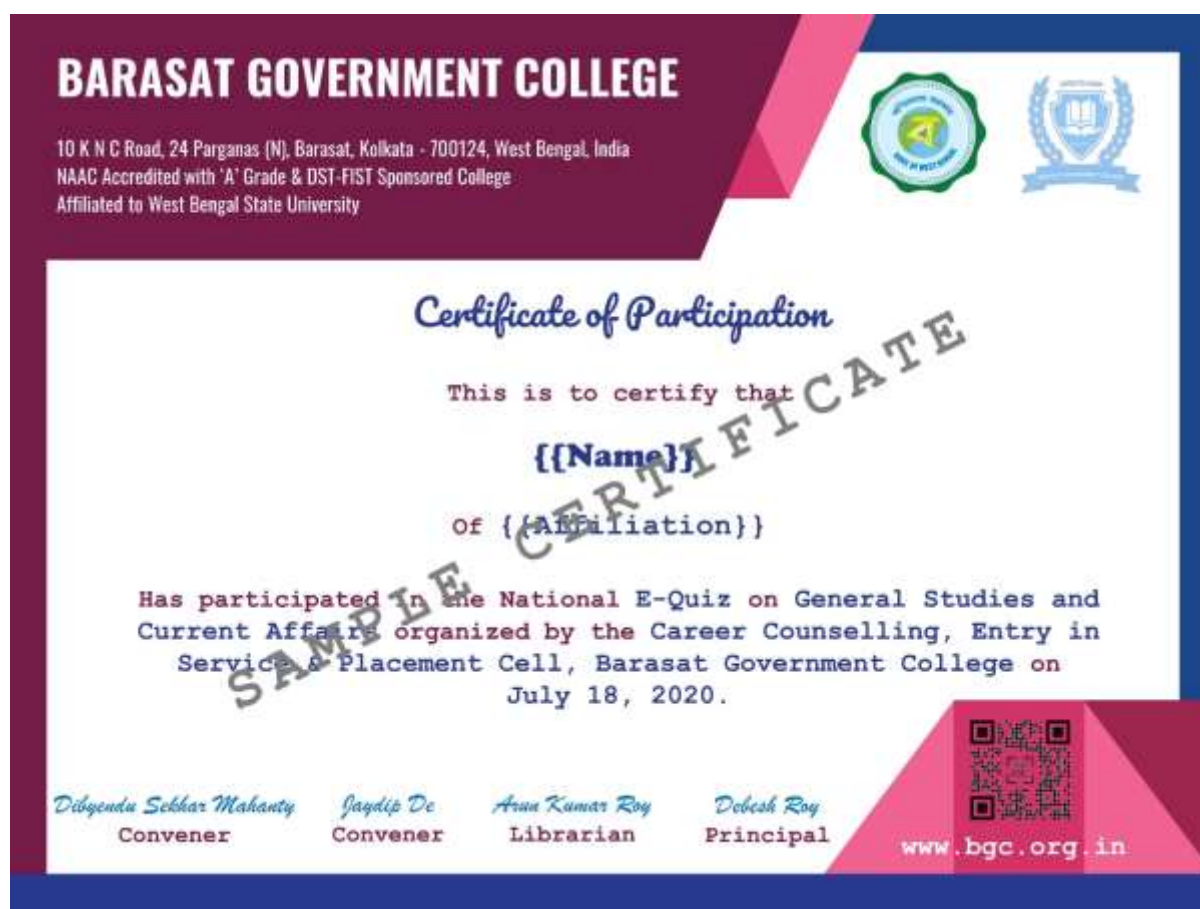 BARASAT GOVERNMENT COLLEGE
10 K N C Road, 24 Parganas (N), Barasat, Kolkata - 700124, West Bengal, India
NAAC Accredited with 'A' Grade & DST-FIST Sponsored College
Affiliated to West Bengal State University
GOVT OF WEST BENGAL
Certificate of Participation
This is to certify that
{{Name}}
Of {{Affiliation}}
Has participated in the National E-Quiz on General Studies and
Current Affairs organized by the Career Counselling, Entry in
Service & Placement Cell, Barasat Government College on
July 18, 2020.
SAMPLE CERTIFICATE
Dibyendu Sekhar Mahanty
Convener
Jaydip De
Convener
Arun Kumar Roy
Librarian
Debesh Roy
Principal
www.bgc.org.in